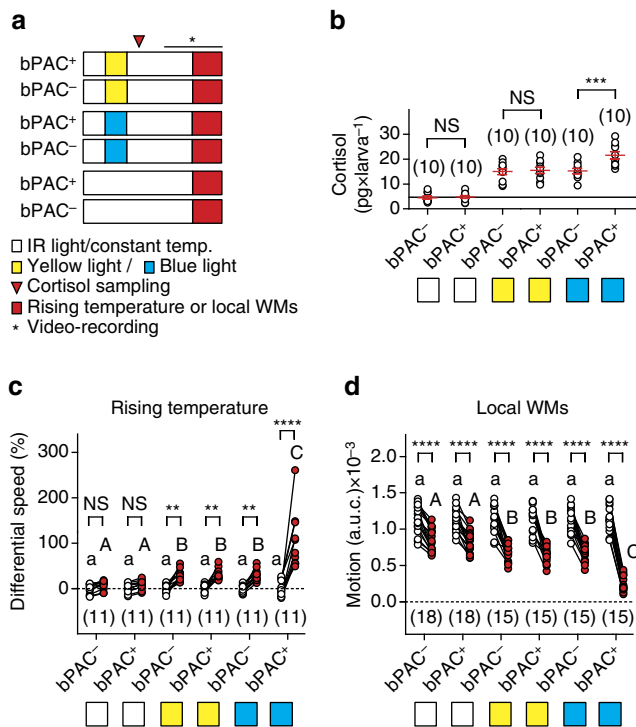 a
*
bPAC+
bPAC−
bPAC+
bPAC−
bPAC+
bPAC−
IR light/constant temp.
Yellow light / Blue light
Cortisol sampling
Rising temperature or local WMs
* Video-recording
b
Cortisol
(pg×larva−1)
30
20
10
0
NS
NS
***
(10) (10) (10) (10) (10) (10)
bPAC− bPAC+ bPAC− bPAC+ bPAC− bPAC+
c
Rising temperature
Differential speed (%)
300
200
100
0
NS NS ** ** ** ****
a A a A a B a B a B a C
(11) (11) (11) (11) (11) (11)
bPAC− bPAC+ bPAC− bPAC+ bPAC− bPAC+
d
Local WMs
Motion (a.u.c.)×10−3
2.0
1.5
1.0
0.5
0.0
**** **** **** **** **** ****
a A a A a B a B a B a C
(18) (18) (15) (15) (15) (15)
bPAC− bPAC+ bPAC− bPAC+ bPAC− bPAC+